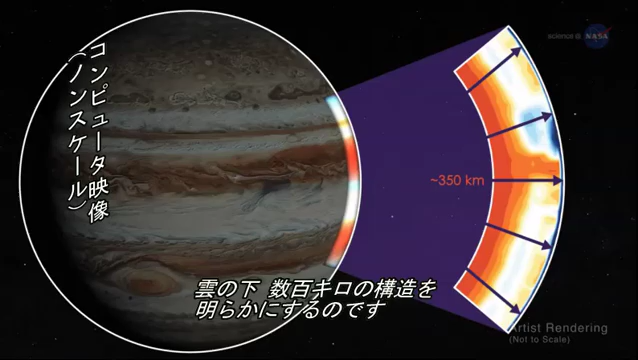 コンピュータ映像
（ノンスケール）
science@ NASA
~350 km
雲の下 数百キロの構造を
明らかにするのです
Artist Rendering
(Not to Scale)